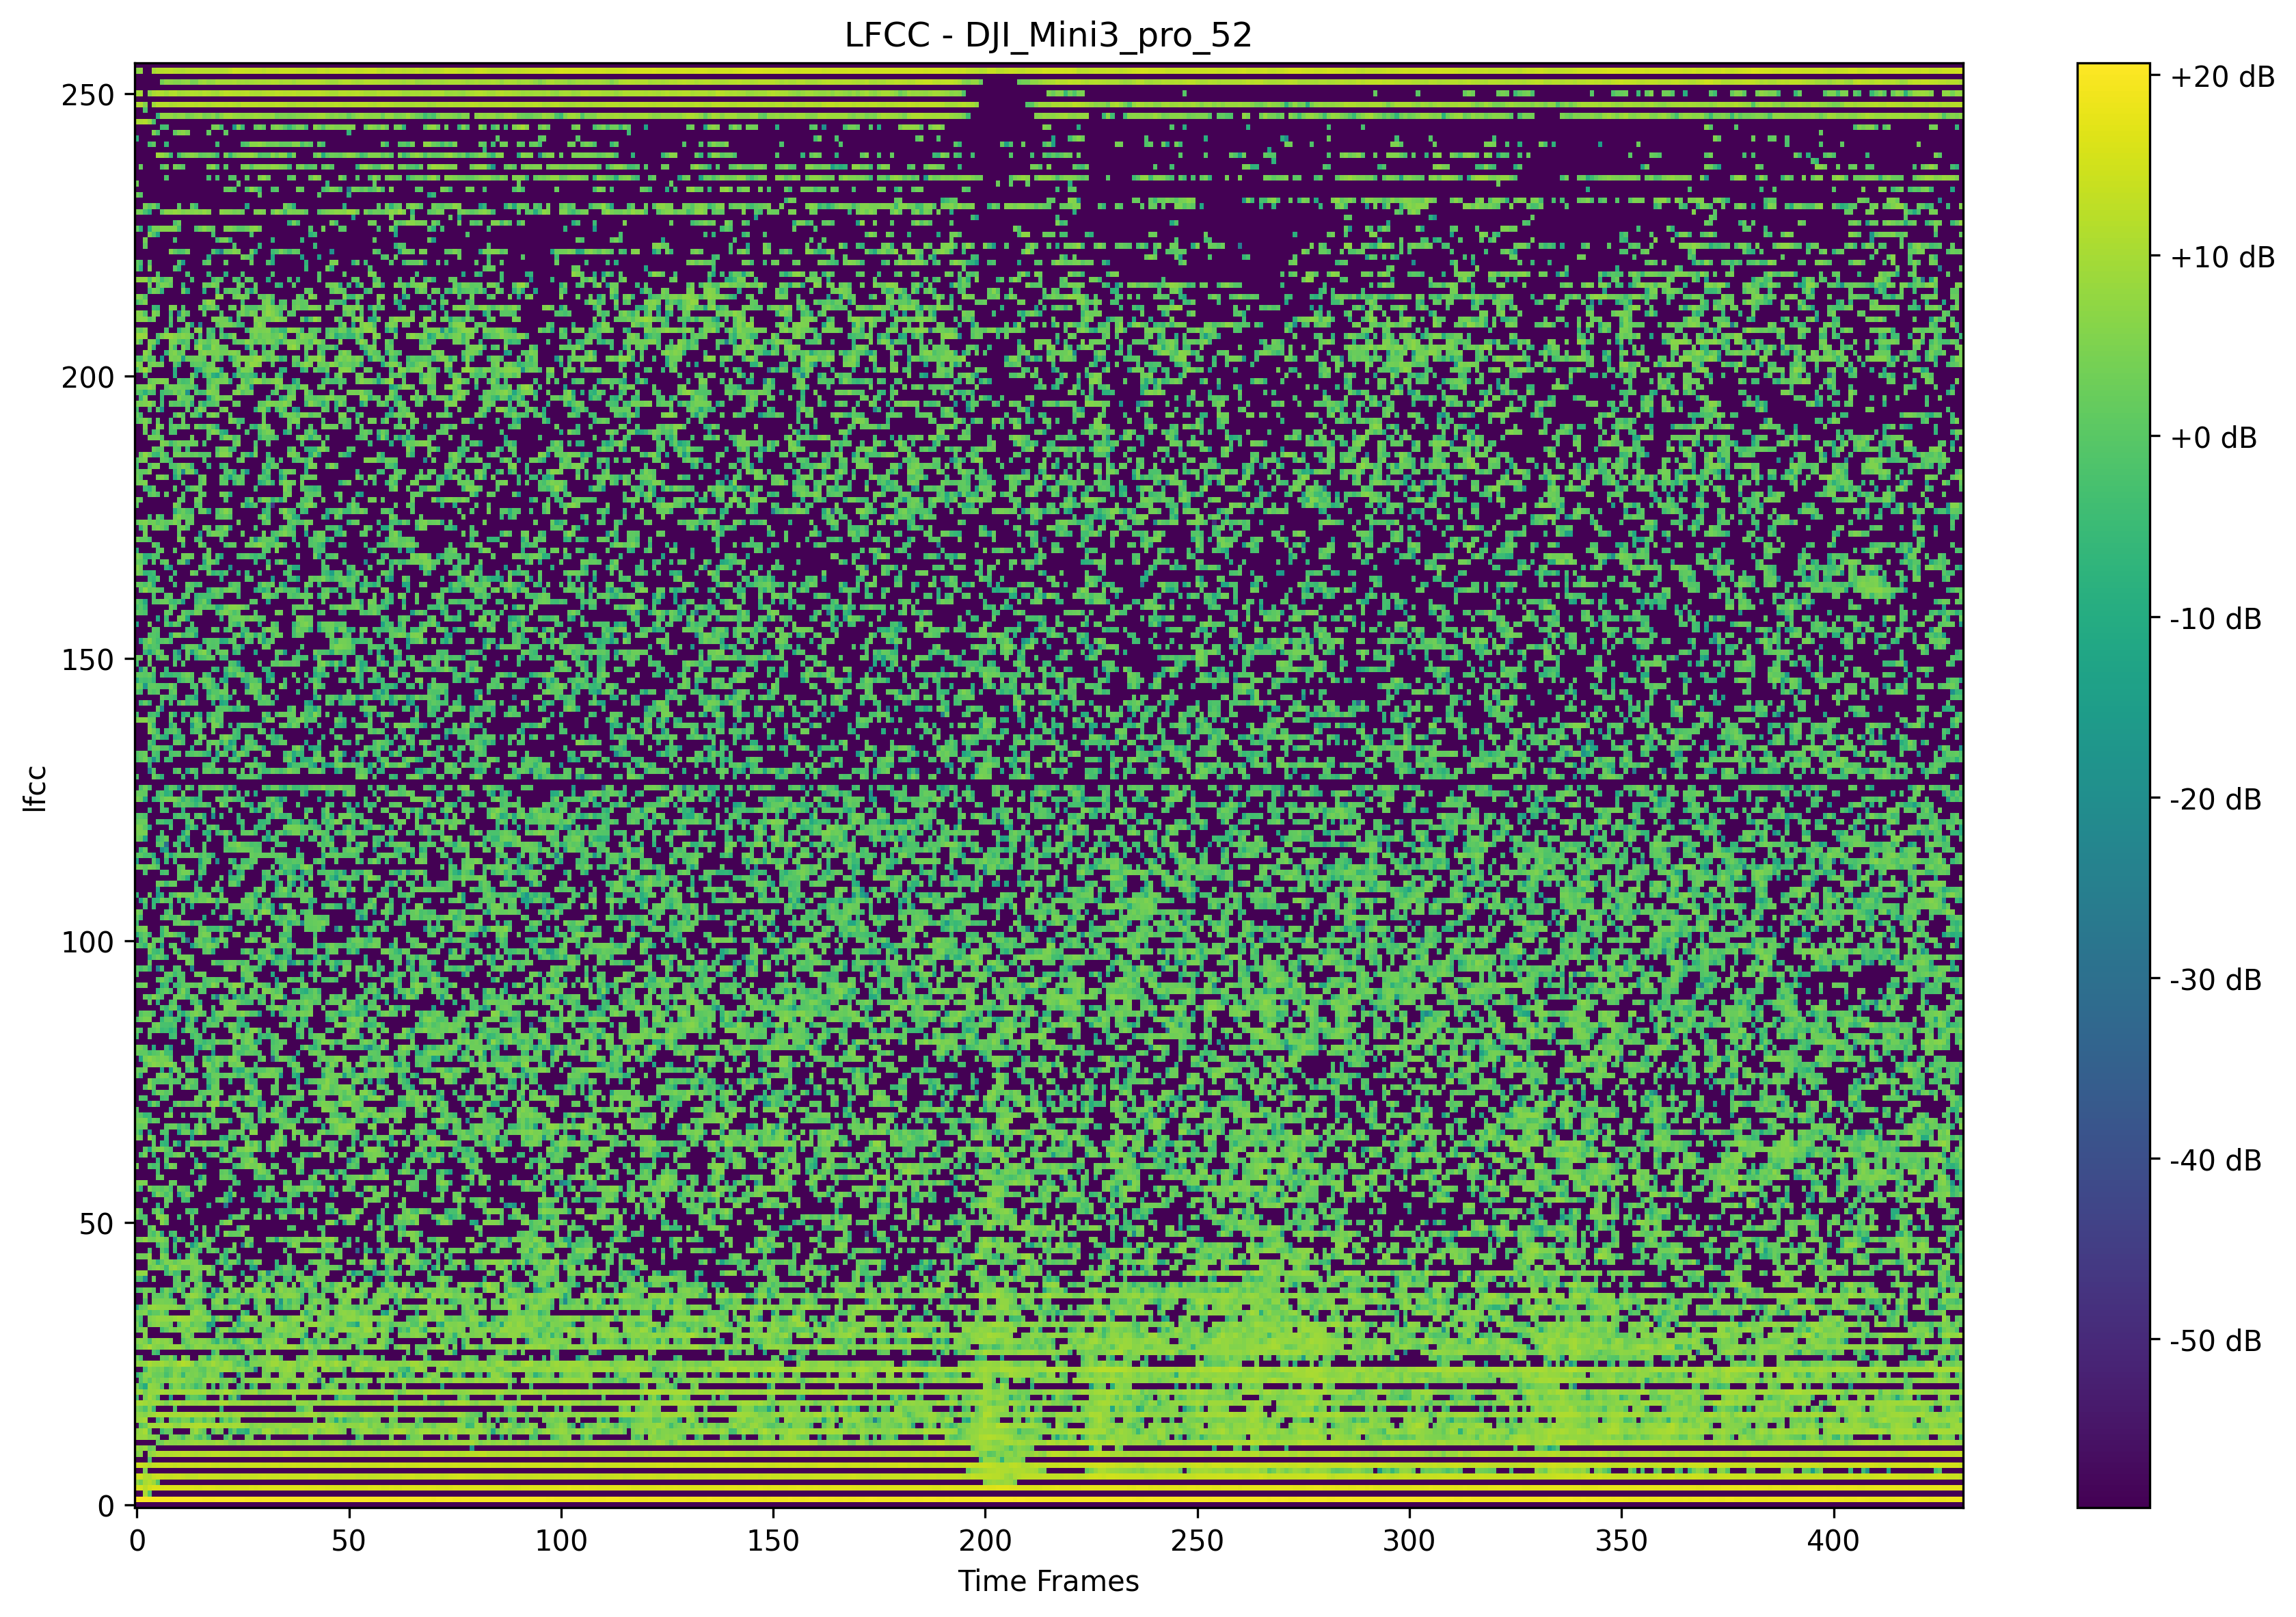 LFCC - DJI_Mini3_pro_52
250
200
150
100
50
0
lfcc
0 50 100 150 200 250 300 350 400
Time Frames
+20 dB
+10 dB
+0 dB
-10 dB
-20 dB
-30 dB
-40 dB
-50 dB